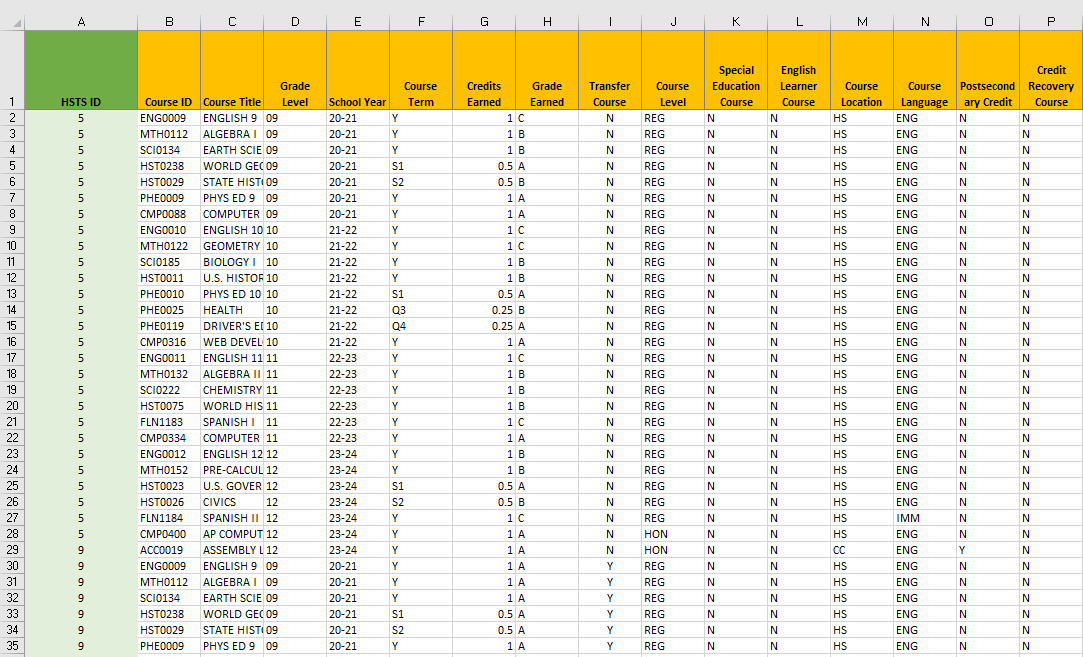 A B C D E F G H I J K L M N O P
1 HSTS ID Course ID Course Title Grade Level School Year Course Term Credits Earned Grade Earned Transfer Course Course Level Special Education Course English Learner Course Course Location Course Language Postsecondary Credit Credit Recovery Course
2 5 ENG0009 ENGLISH 9 09 20-21 Y 1 C N REG N N HS ENG N N
3 5 MTH0112 ALGEBRA I 09 20-21 Y 1 B N REG N N HS ENG N N
4 5 SCI0134 EARTH SCIE 09 20-21 Y 1 B N REG N N HS ENG N N
5 5 HST0238 WORLD GEO 09 20-21 S1 0.5 A N REG N N HS ENG N N
6 5 HST0029 STATE HIST 09 20-21 S2 0.5 B N REG N N HS ENG N N
7 5 PHE0009 PHYS ED 9 09 20-21 Y 1 A N REG N N HS ENG N N
8 5 CMP0088 COMPUTER 09 20-21 Y 1 A N REG N N HS ENG N N
9 5 ENG0010 ENGLISH 10 10 21-22 Y 1 C N REG N N HS ENG N N
10 5 MTH0122 GEOMETRY 10 21-22 Y 1 C N REG N N HS ENG N N
11 5 SCI0185 BIOLOGY I 10 21-22 Y 1 B N REG N N HS ENG N N
12 5 HST0011 U.S. HISTOR 10 21-22 Y 1 B N REG N N HS ENG N N
13 5 PHE0010 PHYS ED 10 10 21-22 S1 0.5 A N REG N N HS ENG N N
14 5 PHE0025 HEALTH 10 21-22 Q3 0.25 B N REG N N HS ENG N N
15 5 PHE0119 DRIVER'S ED 10 21-22 Q4 0.25 A N REG N N HS ENG N N
16 5 CMP0316 WEB DEVEL 10 21-22 Y 1 A N REG N N HS ENG N N
17 5 ENG0011 ENGLISH 11 11 22-23 Y 1 C N REG N N HS ENG N N
18 5 MTH0132 ALGEBRA II 11 22-23 Y 1 B N REG N N HS ENG N N
19 5 SCI0222 CHEMISTRY 11 22-23 Y 1 B N REG N N HS ENG N N
20 5 HST0075 WORLD HIS 11 22-23 Y 1 B N REG N N HS ENG N N
21 5 FLN1183 SPANISH I 11 22-23 Y 1 C N REG N N HS ENG N N
22 5 CMP0334 COMPUTER 11 22-23 Y 1 A N REG N N HS ENG N N
23 5 ENG0012 ENGLISH 12 12 23-24 Y 1 B N REG N N HS ENG N N
24 5 MTH0152 PRE-CALCUL 12 23-24 Y 1 B N REG N N HS ENG N N
25 5 HST0023 U.S. GOVER 12 23-24 S1 0.5 A N REG N N HS ENG N N
26 5 HST0026 CIVICS 12 23-24 S2 0.5 B N REG N N HS ENG N N
27 5 FLN1184 SPANISH II 12 23-24 Y 1 C N REG N N HS IMM N N
28 5 CMP0400 AP COMPUT 12 23-24 Y 1 A N HON N N HS ENG N N
29 9 ACC0019 ASSEMBLY L 12 23-24 Y 1 A N HON N N CC ENG Y N
30 9 ENG0009 ENGLISH 9 09 20-21 Y 1 A Y REG N N HS ENG N N
31 9 MTH0112 ALGEBRA I 09 20-21 Y 1 A Y REG N N HS ENG N N
32 9 SCI0134 EARTH SCIE 09 20-21 Y 1 A Y REG N N HS ENG N N
33 9 HST0238 WORLD GEO 09 20-21 S1 0.5 A Y REG N N HS ENG N N
34 9 HST0029 STATE HIST 09 20-21 S2 0.5 A Y REG N N HS ENG N N
35 9 PHE0009 PHYS ED 9 09 20-21 Y 1 A Y REG N N HS ENG N N